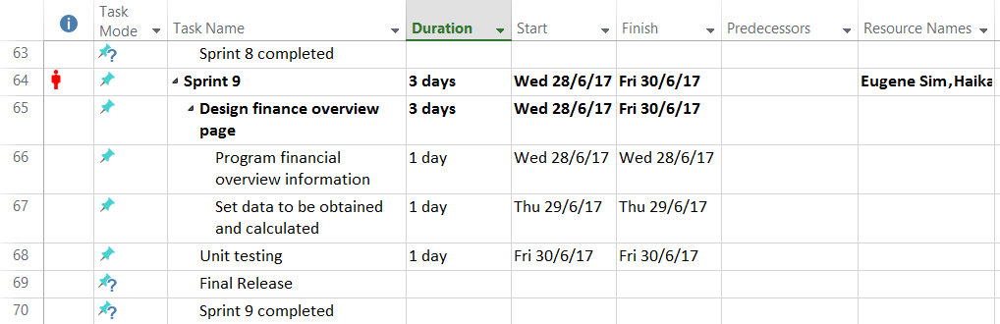 Task Mode Task Name Duration Start Finish Predecessors Resource Names
63 Sprint 8 completed
64 Sprint 9 3 days Wed 28/6/17 Fri 30/6/17 Eugene Sim,Haika
65 Design finance overview page 3 days Wed 28/6/17 Fri 30/6/17
66 Program financial overview information 1 day Wed 28/6/17 Wed 28/6/17
67 Set data to be obtained and calculated 1 day Thu 29/6/17 Thu 29/6/17
68 Unit testing 1 day Fri 30/6/17 Fri 30/6/17
69 Final Release
70 Sprint 9 completed